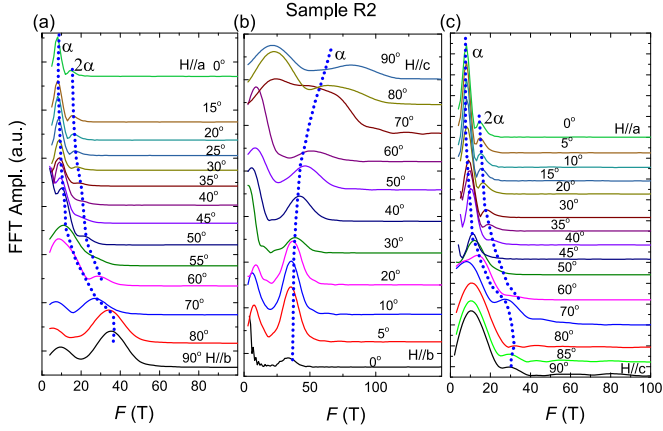 Sample R2
(a)
α
2α
H//a 0°
15°
20°
25°
30°
35°
40°
45°
50°
55°
60°
70°
80°
90° H//b
0 20 40 60 80 100
F (T)
FFT Ampl. (a.u.)
(b)
α
90° H//c
80°
70°
60°
50°
40°
30°
20°
10°
5°
H//b
0°
0 50 100
F (T)
(c)
α
2α
0°
H//a
5°
10°
15°
20°
30°
35°
40°
45°
50°
60°
70°
80°
85°
90°
H//c
0 20 40 60 80 100
F (T)